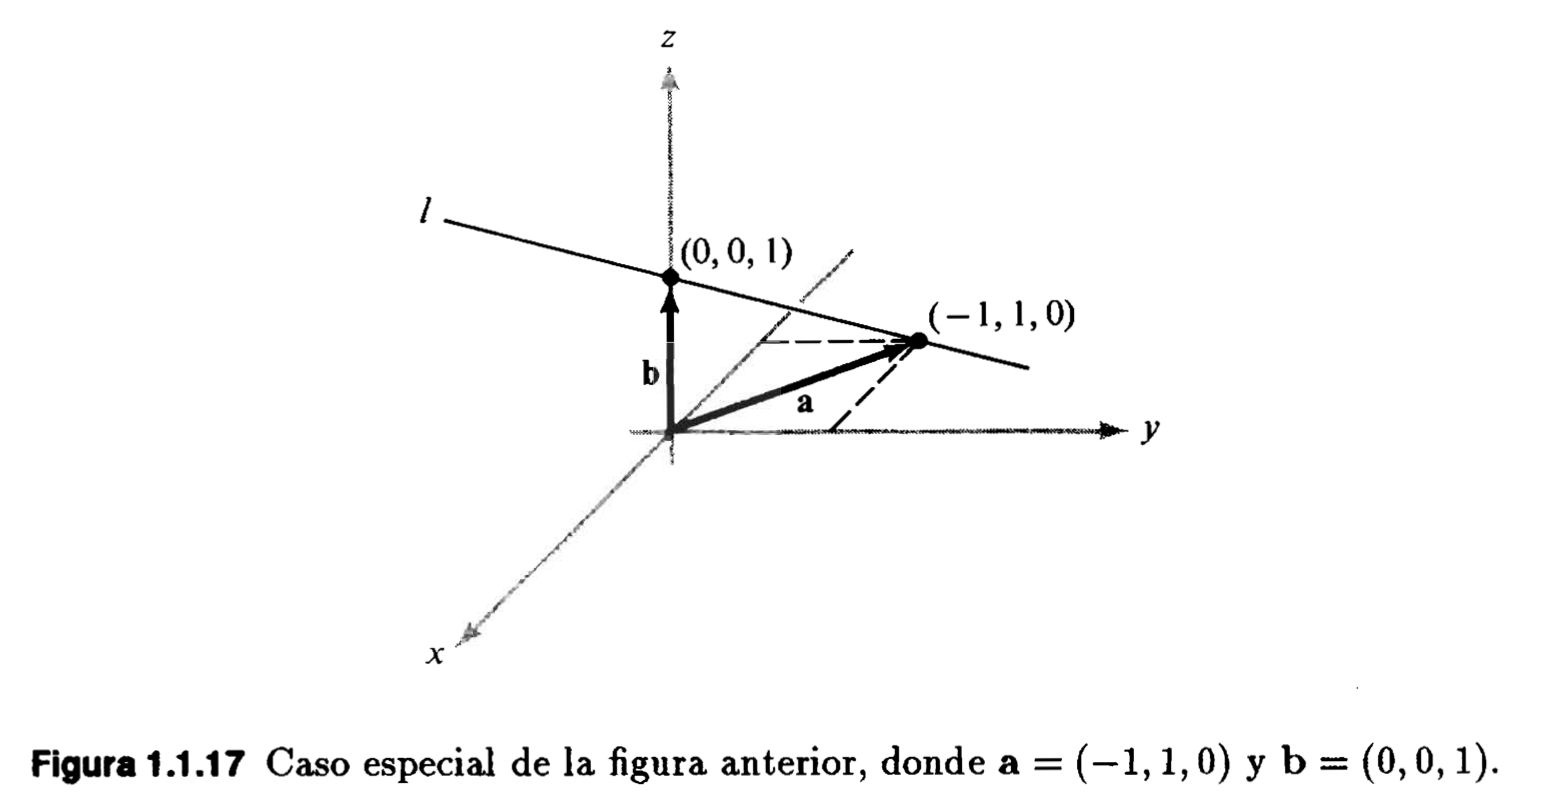 z
l
(0, 0, 1)
(−1, 1, 0)
b
a
y
x
Figura 1.1.17 Caso especial de la figura anterior, donde a = (−1, 1, 0) y b = (0, 0, 1).